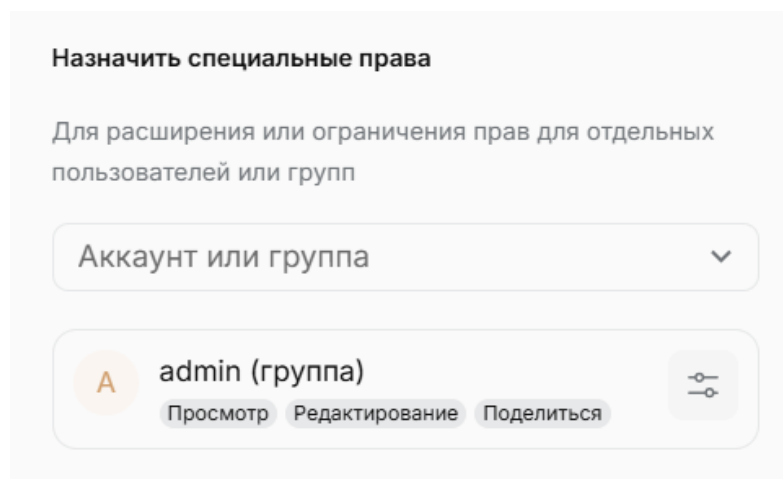 Назначить специальные права
Для расширения или ограничения прав для отдельных
пользователей или групп
Аккаунт или группа
A
admin (группа)
Просмотр Редактирование Поделиться